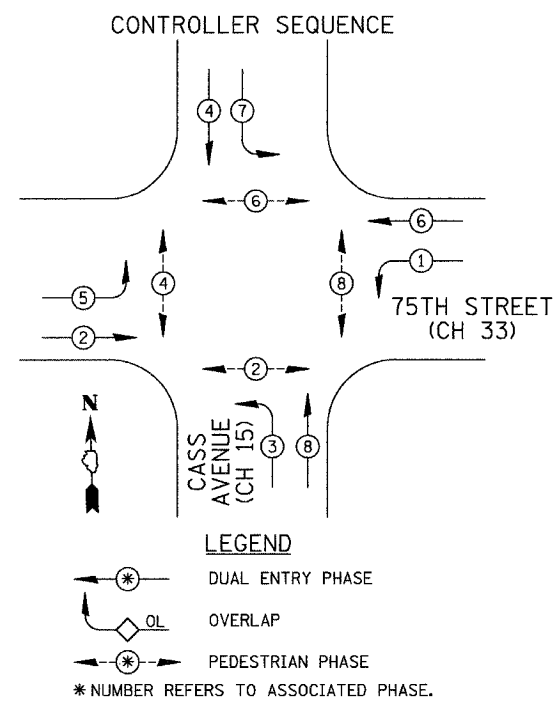 CONTROLLER SEQUENCE
4
7
6
6
1
4
8
5
2
75TH STREET
(CH 33)
2
N
CASS
AVENUE
(CH 15)
3
8
LEGEND
* DUAL ENTRY PHASE
OL OVERLAP
* PEDESTRIAN PHASE
* NUMBER REFERS TO ASSOCIATED PHASE.